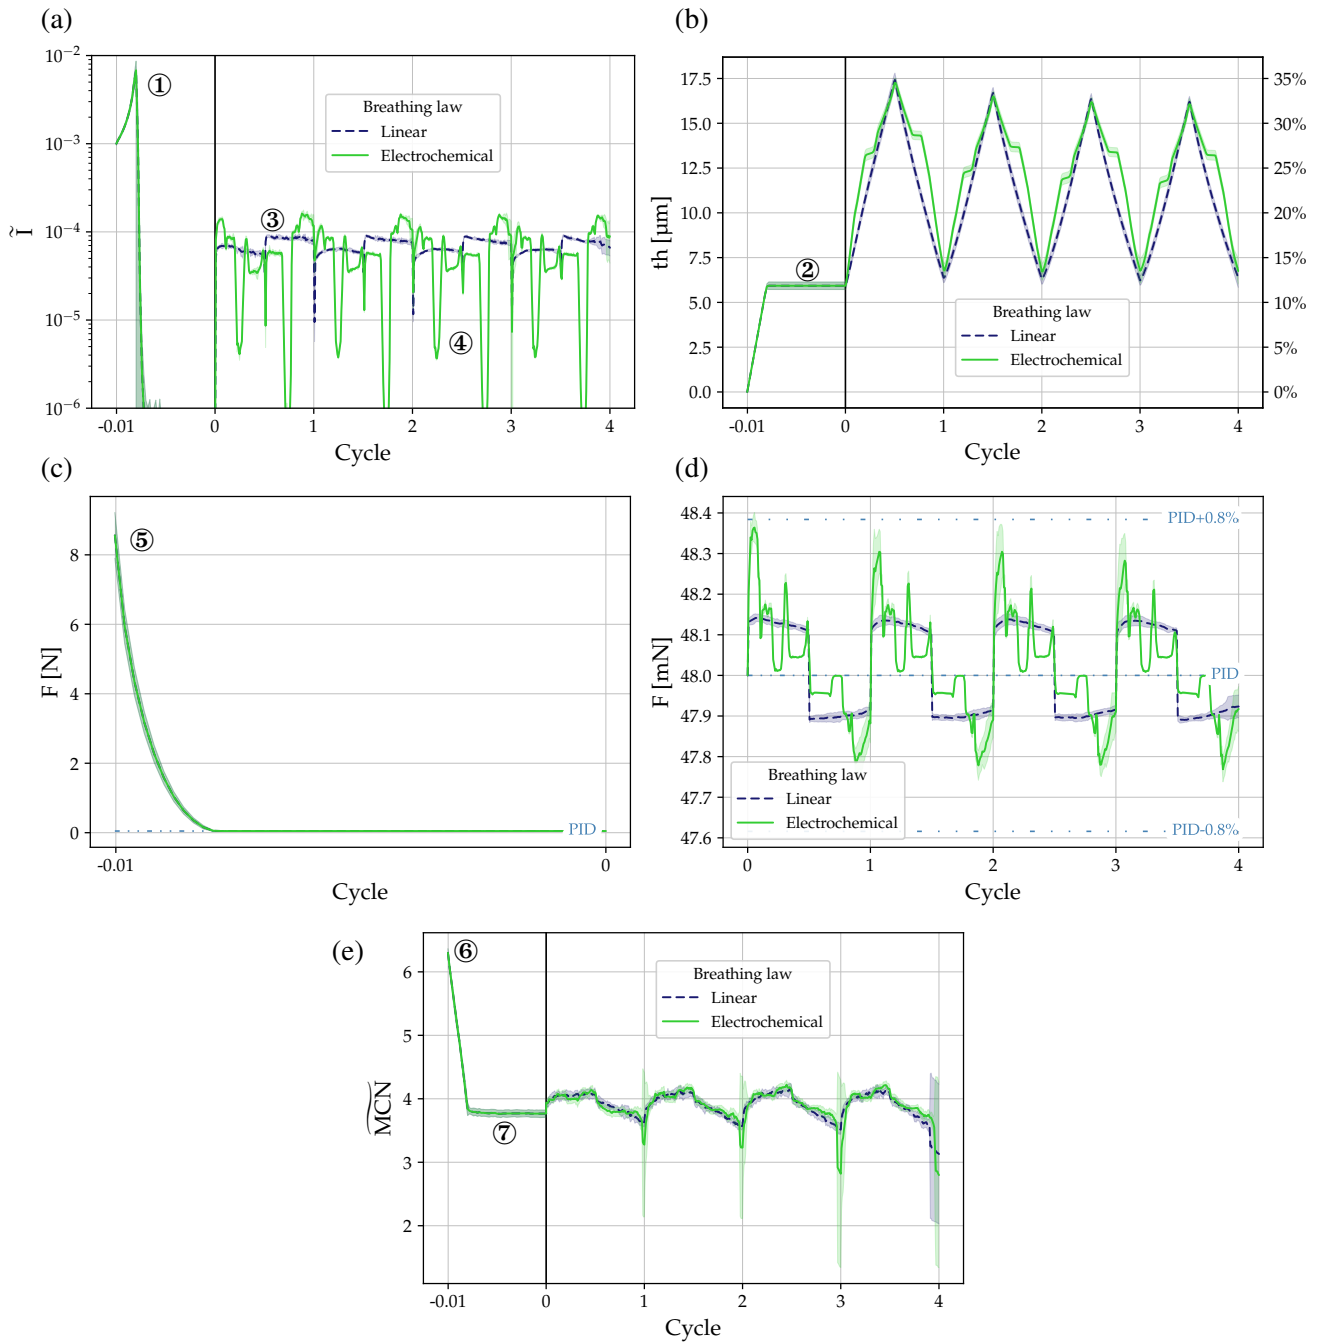 (a)
10⁻²
10⁻³
10⁻⁴
10⁻⁵
10⁻⁶
Ĩ
①
③
④
Breathing law
Linear
Electrochemical
-0.01
0
1
2
3
4
Cycle
(b)
17.5
15.0
12.5
10.0
7.5
5.0
2.5
0.0
th [µm]
②
35%
30%
25%
20%
15%
10%
5%
0%
Breathing law
Linear
Electrochemical
-0.01
0
1
2
3
4
Cycle
(c)
8
6
4
2
0
F [N]
⑤
PID
-0.01
0
Cycle
(d)
48.4
48.3
48.2
48.1
48.0
47.9
47.8
47.7
47.6
F [mN]
PID+0.8%
PID
PID-0.8%
Breathing law
Linear
Electrochemical
0
1
2
3
4
Cycle
(e)
6
5
4
3
2
M͠CN
⑥
⑦
Breathing law
Linear
Electrochemical
-0.01
0
1
2
3
4
Cycle